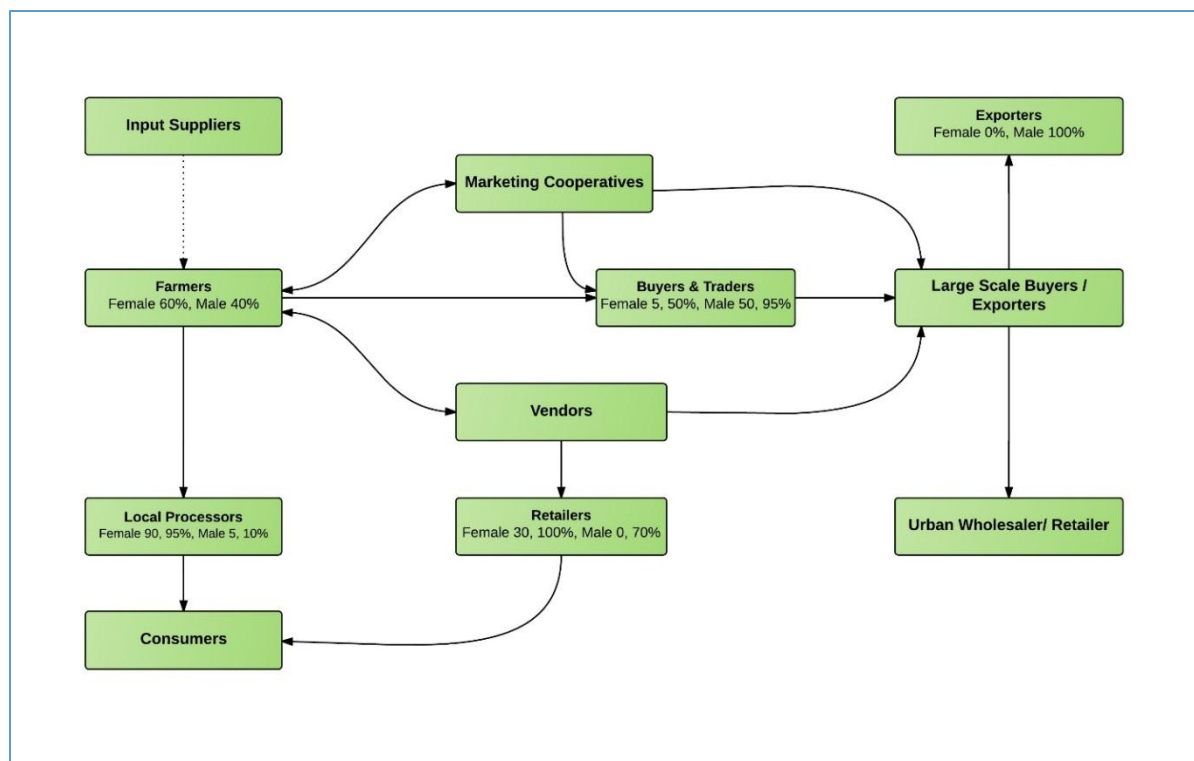 Input Suppliers
Exporters
Female 0%, Male 100%
Marketing Cooperatives
Farmers
Female 60%, Male 40%
Buyers & Traders
Female 5, 50%, Male 50, 95%
Large Scale Buyers /
Exporters
Vendors
Local Processors
Female 90, 95%, Male 5, 10%
Retailers
Female 30, 100%, Male 0, 70%
Urban Wholesaler/ Retailer
Consumers